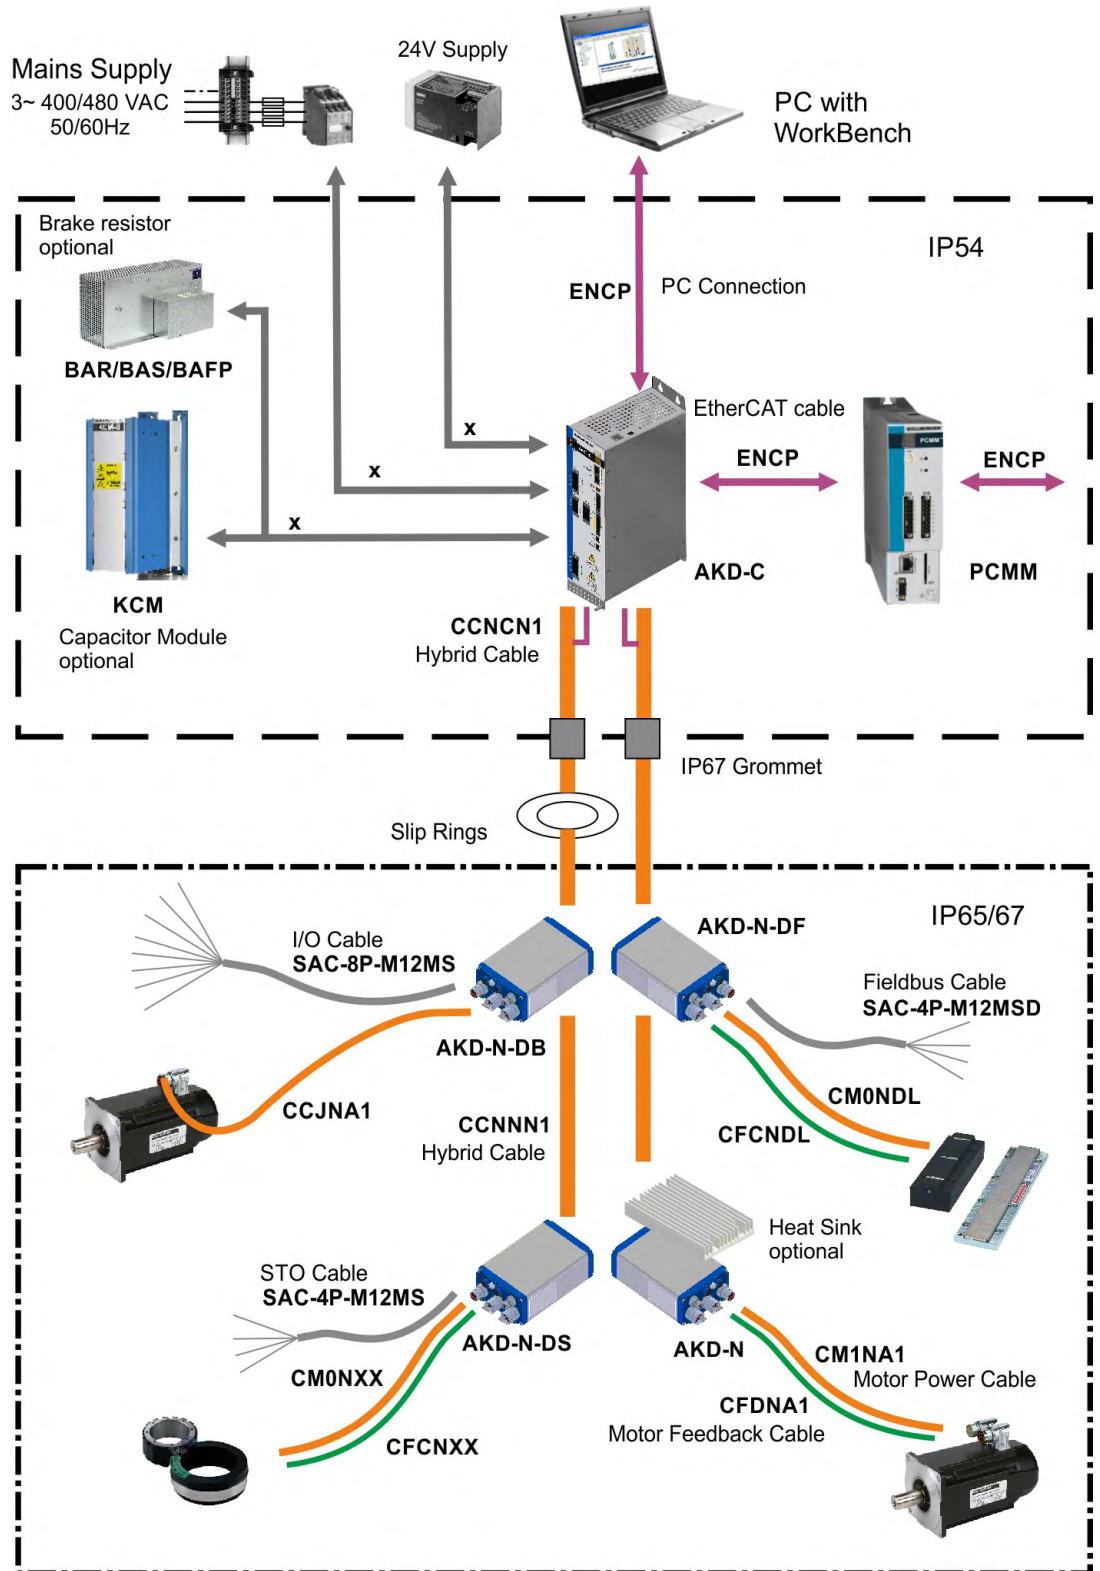 24V Supply
Mains Supply
3~ 400/480 VAC
50/60Hz
PC with
WorkBench
Brake resistor
optional
IP54
ENCP
PC Connection
BAR/BAS/BAFP
EtherCAT cable
x
ENCP
ENCP
x
x
PCMM
AKD-C
PCMM
KCM
Capacitor Module
optional
CCNCN1
Hybrid Cable
IP67 Grommet
Slip Rings
IP65/67
AKD-N-DF
I/O Cable
SAC-8P-M12MS
Fieldbus Cable
SAC-4P-M12MSD
AKD-N-DB
CCJNA1
CM0NDL
CFCNDL
CCNNN1
Hybrid Cable
Heat Sink
optional
STO Cable
SAC-4P-M12MS
AKD-N-DS
AKD-N
CM0NXX
CM1NA1
Motor Power Cable
CFDNA1
Motor Feedback Cable
CFCNXX